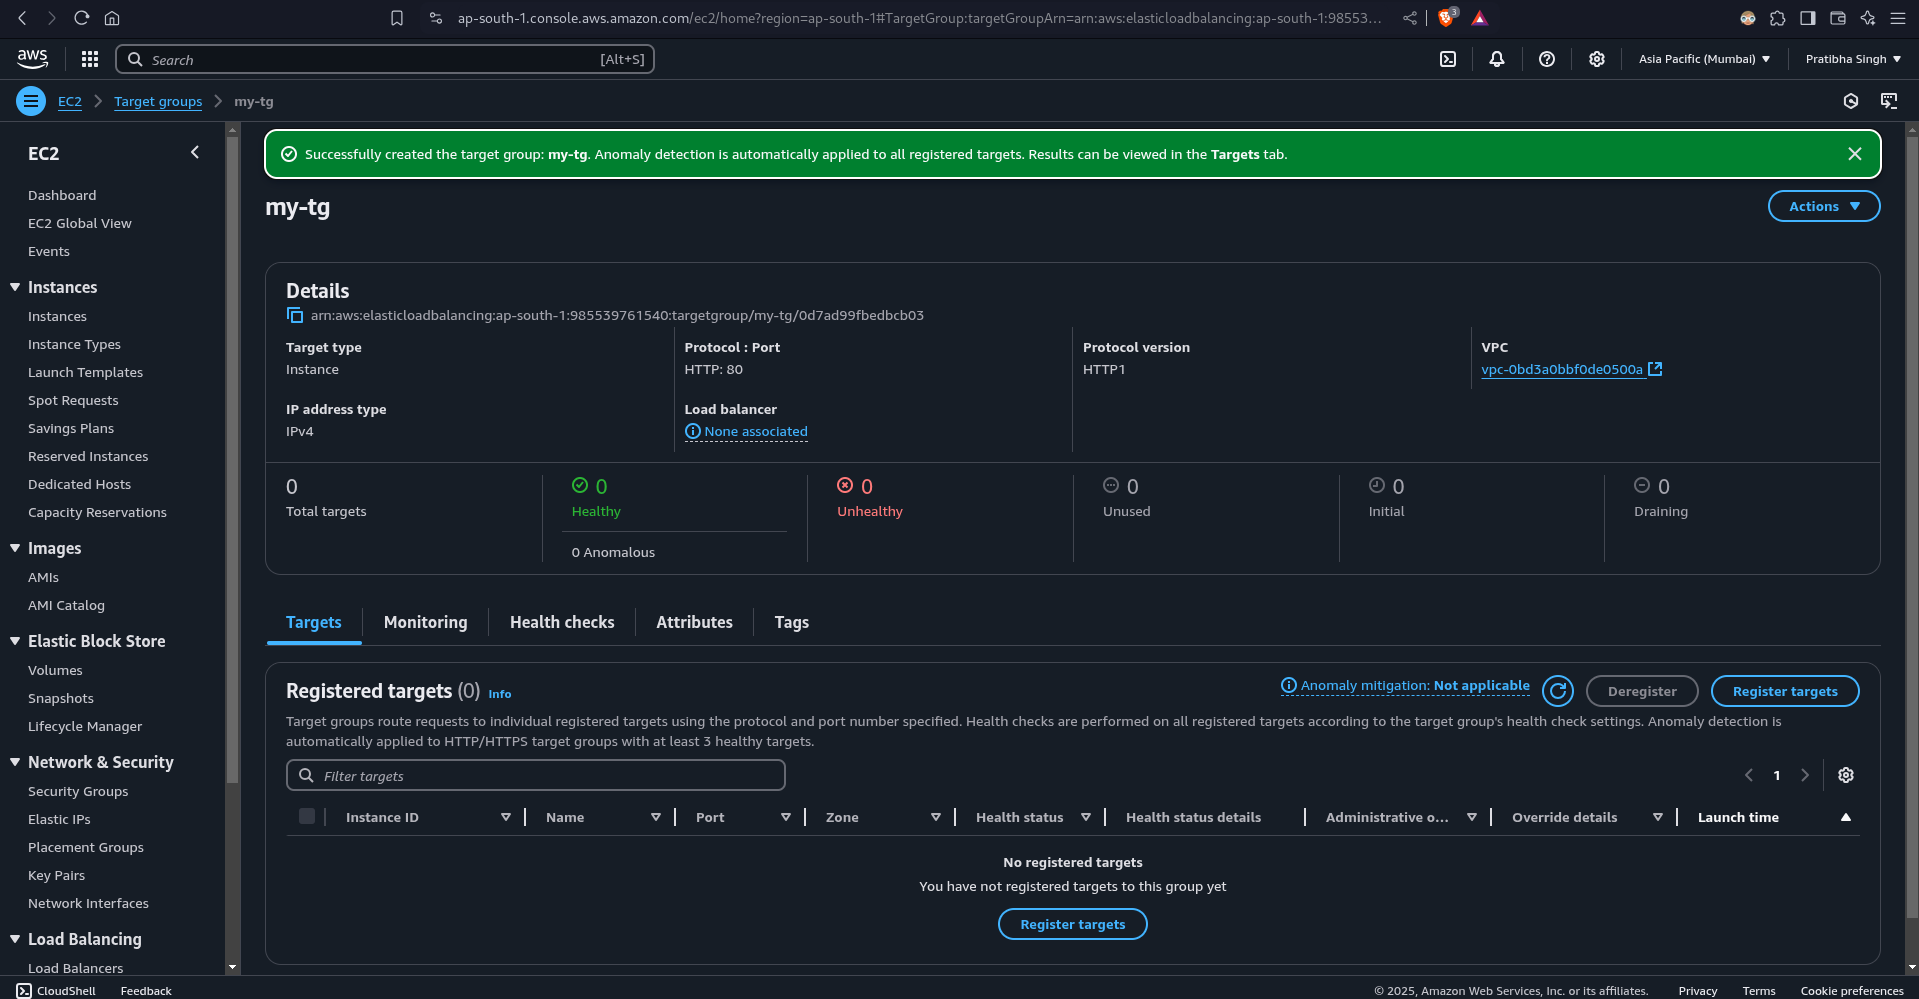 ap-south-1.console.aws.amazon.com/ec2/home?region=ap-south-1#TargetGroup:targetGroupArn=arn:aws:elasticloadbalancing:ap-south-1:98553...
3
aws
Search
[Alt+S]
Asia Pacific (Mumbai)
Pratibha Singh
EC2
Target groups
my-tg
EC2
Dashboard
EC2 Global View
Events
Instances
Instances
Instance Types
Launch Templates
Spot Requests
Savings Plans
Reserved Instances
Dedicated Hosts
Capacity Reservations
Images
AMIs
AMI Catalog
Elastic Block Store
Volumes
Snapshots
Lifecycle Manager
Network & Security
Security Groups
Elastic IPs
Placement Groups
Key Pairs
Network Interfaces
Load Balancing
Load Balancers
Successfully created the target group: my-tg. Anomaly detection is automatically applied to all registered targets. Results can be viewed in the Targets tab.
my-tg
Actions
Details
arn:aws:elasticloadbalancing:ap-south-1:985539761540:targetgroup/my-tg/0d7ad99fbedbcb03
Target type
Instance
Protocol : Port
HTTP: 80
Protocol version
HTTP1
VPC
vpc-0bd3a0bbf0de0500a
IP address type
IPv4
Load balancer
None associated
0
Total targets
0
Healthy
0 Anomalous
0
Unhealthy
0
Unused
0
Initial
0
Draining
Targets
Monitoring
Health checks
Attributes
Tags
Registered targets (0) Info
Anomaly mitigation: Not applicable
Deregister
Register targets
Target groups route requests to individual registered targets using the protocol and port number specified. Health checks are performed on all registered targets according to the target group's health check settings. Anomaly detection is
automatically applied to HTTP/HTTPS target groups with at least 3 healthy targets.
Filter targets
1
Instance ID
Name
Port
Zone
Health status
Health status details
Administrative o...
Override details
Launch time
No registered targets
You have not registered targets to this group yet
Register targets
CloudShell
Feedback
© 2025, Amazon Web Services, Inc. or its affiliates.
Privacy
Terms
Cookie preferences